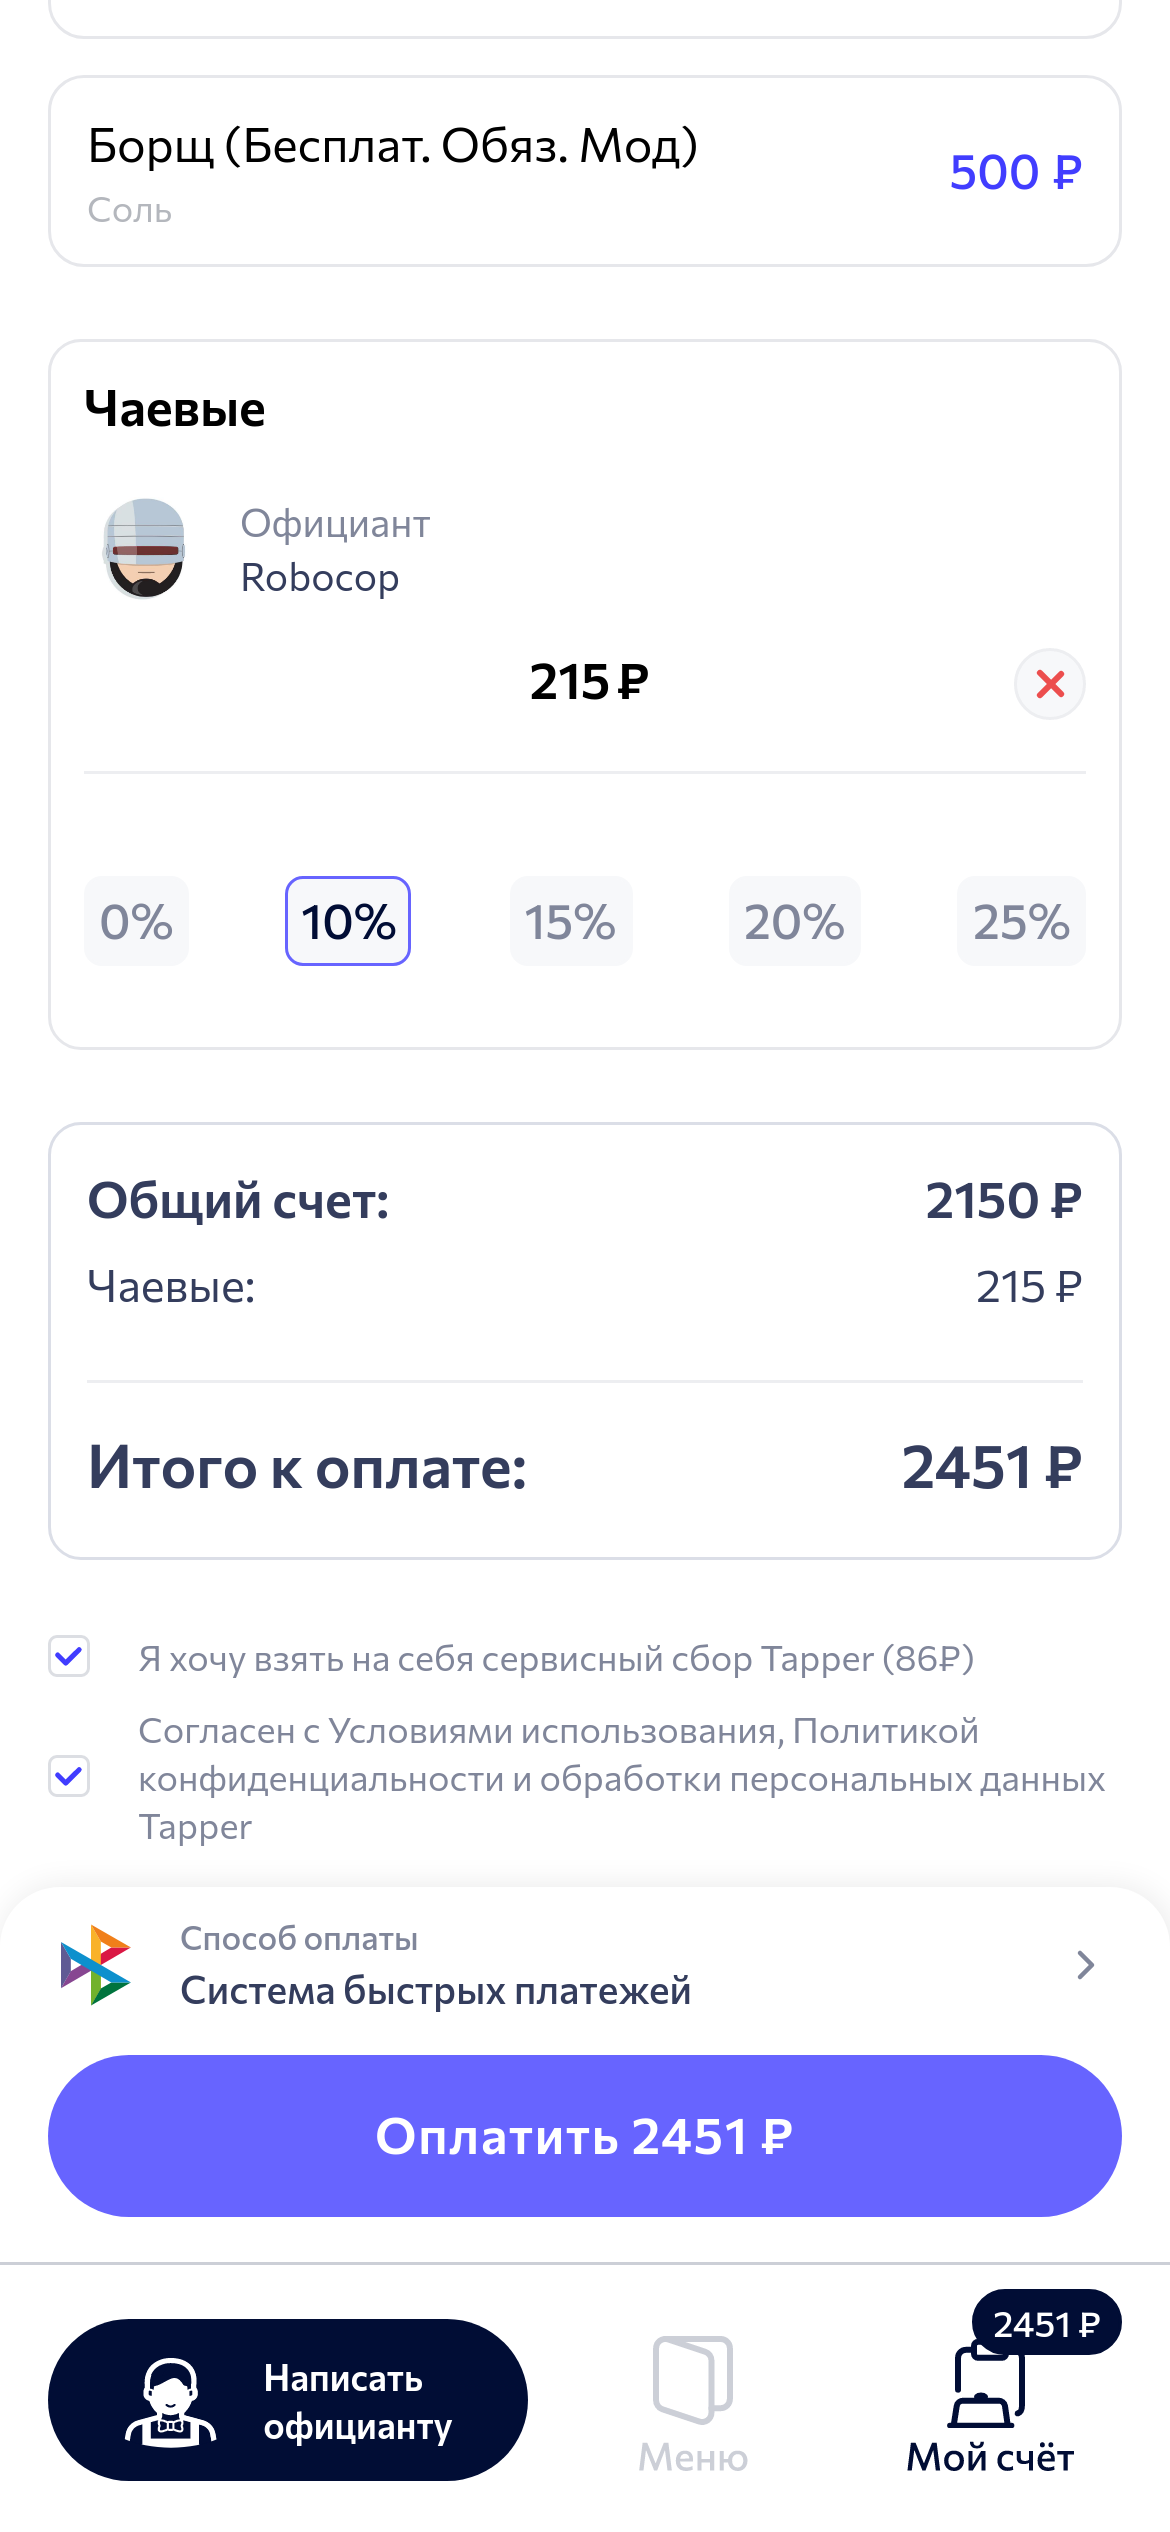 Борщ (Бесплат. Обяз. Мод)
500 ₽
Соль
Чаевые
Официант
Robocop
215 ₽
0%
10%
15%
20%
25%
Общий счет:
2150 ₽
Чаевые:
215 ₽
Итого к оплате:
2451 ₽
Я хочу взять на себя сервисный сбор Tapper (86₽)
Согласен с Условиями использования, Политикой
конфиденциальности и обработки персональных данных
Tapper
Способ оплаты
Система быстрых платежей
Оплатить 2451 ₽
Написать
официанту
Меню
2451 ₽
Мой счёт